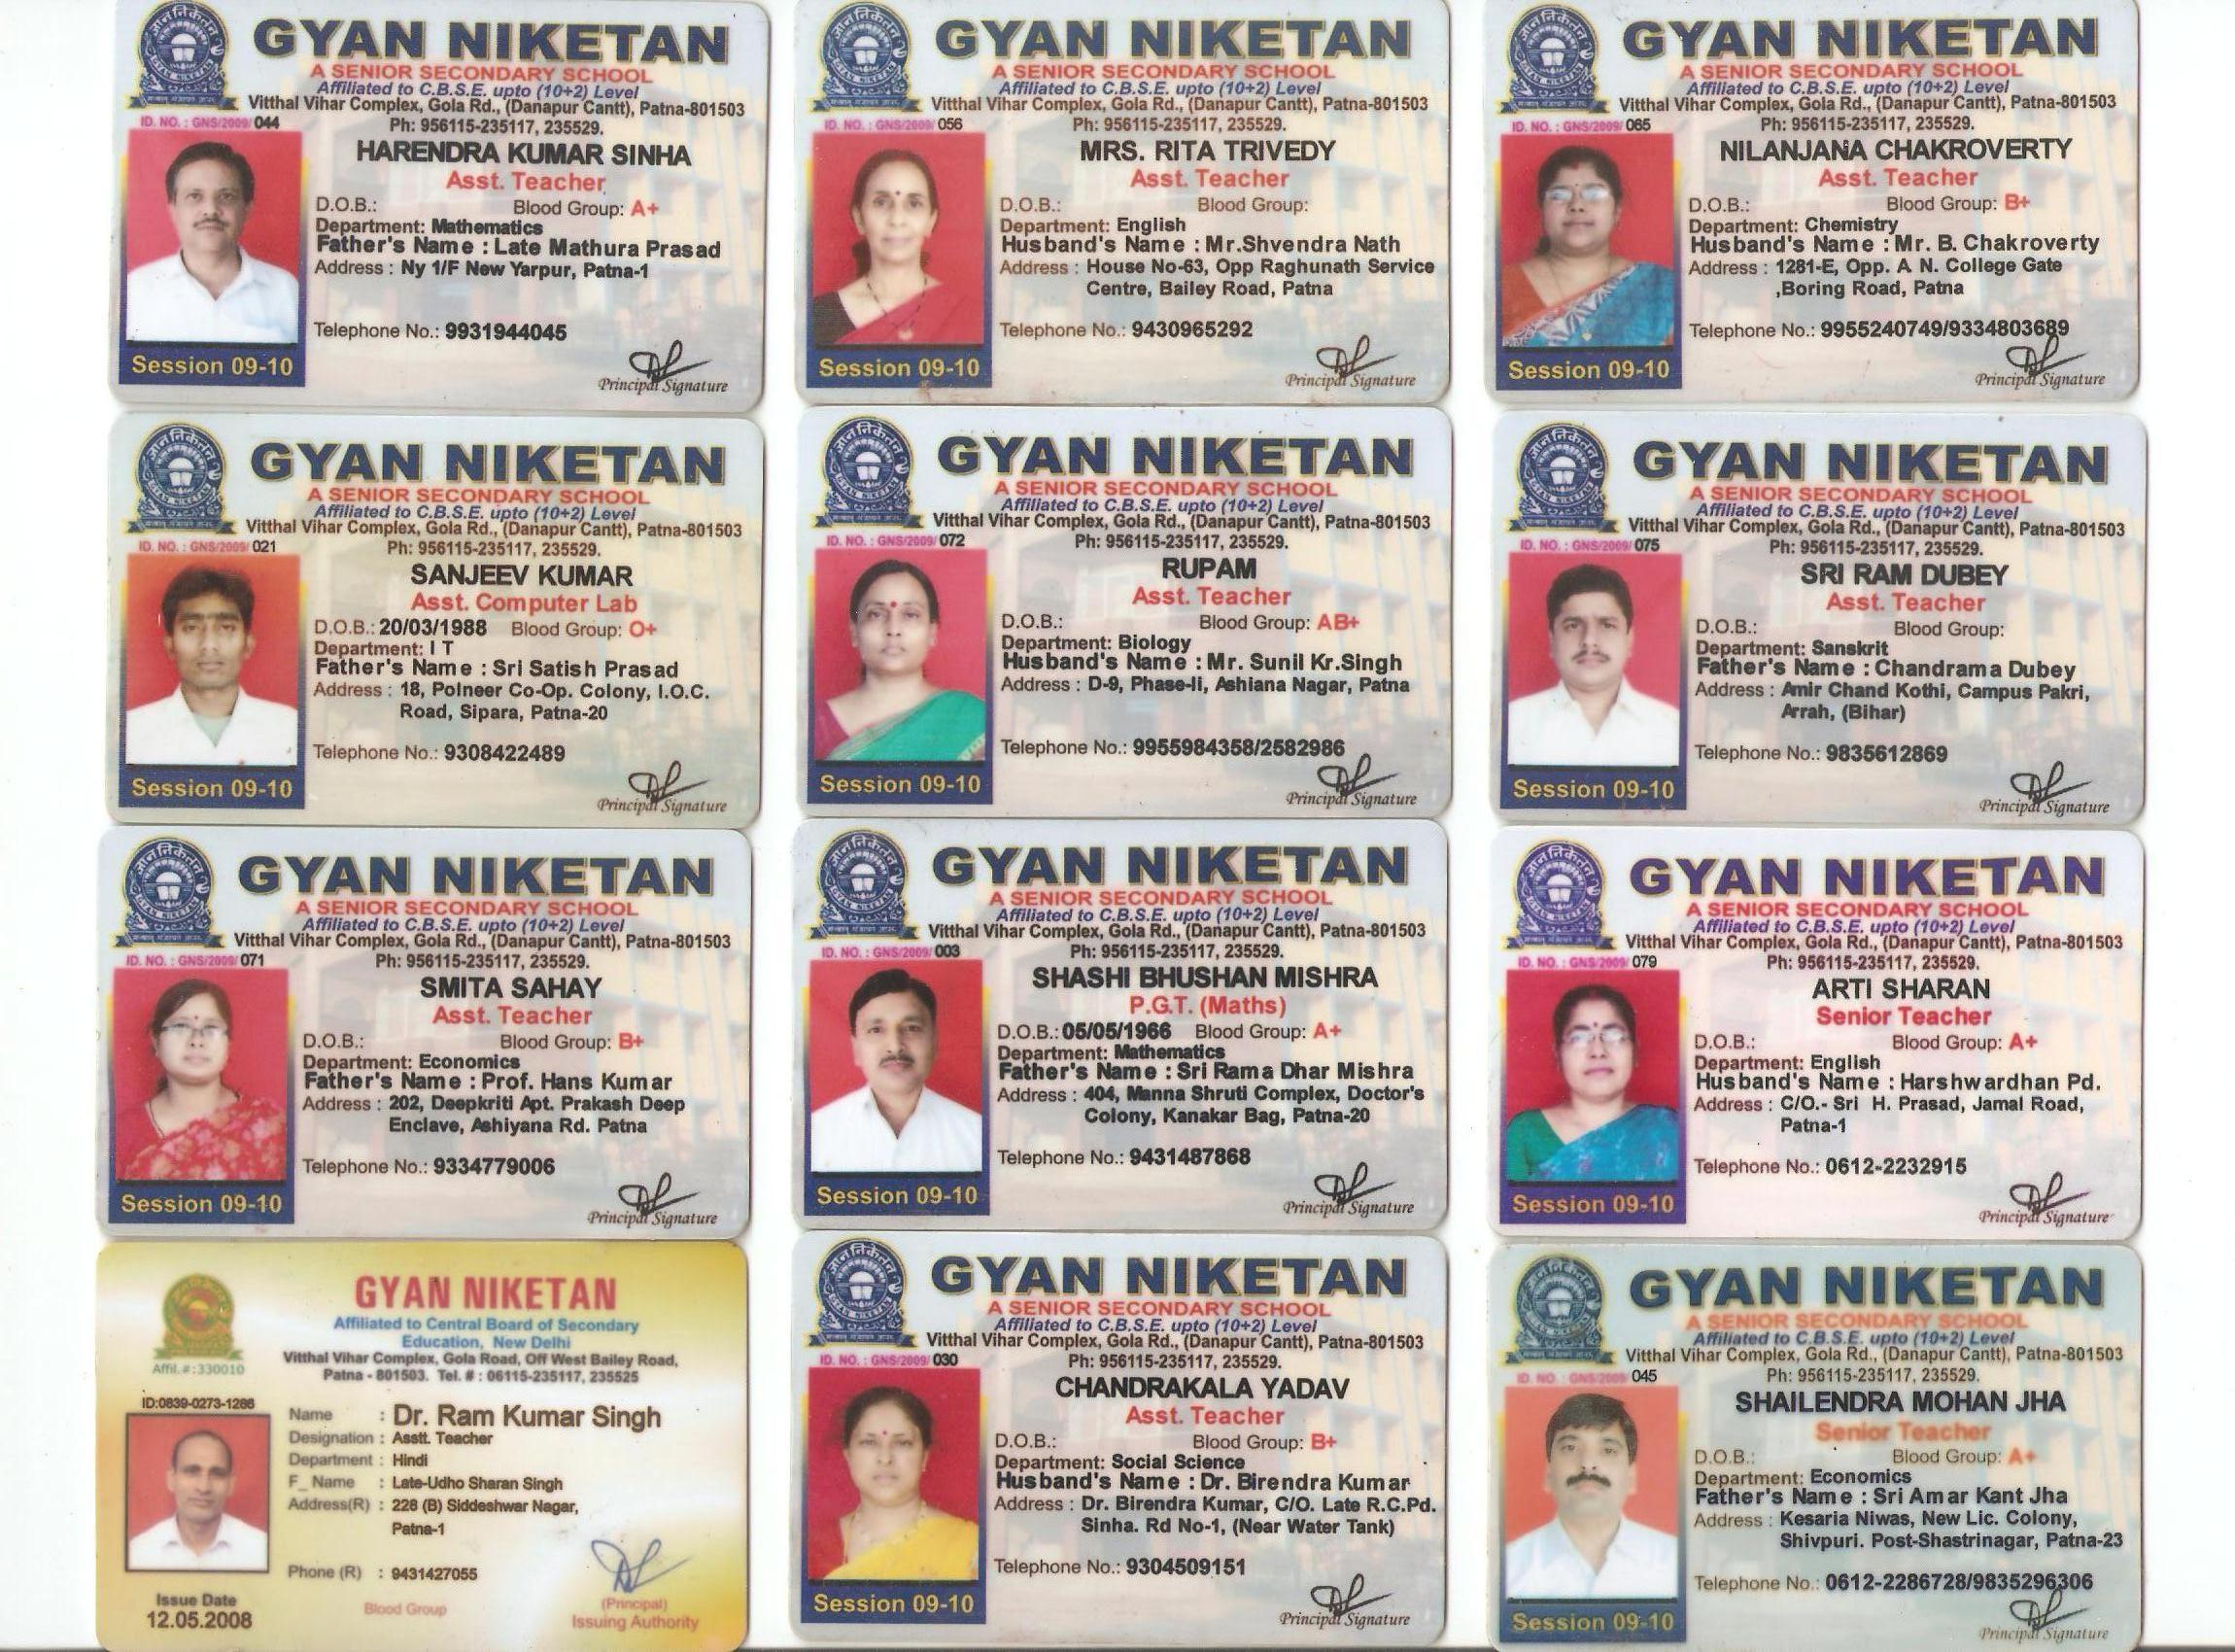 GYAN NIKETAN
A SENIOR SECONDARY SCHOOL
Affiliated to C.B.S.E. upto (10+2) Level
Vitthal Vihar Complex, Gola Rd., (Danapur Cantt), Patna-801503
ID. NO. : GNS/2009/ 044
Ph: 956115-235117, 235529.
HARENDRA KUMAR SINHA
Asst. Teacher
D.O.B.: Blood Group: A+
Department: Mathematics
Father's Name : Late Mathura Prasad
Address : Ny 1/F New Yarpur, Patna-1
Telephone No.: 9931944045
Session 09-10
Principal Signature
GYAN NIKETAN
A SENIOR SECONDARY SCHOOL
Affiliated to C.B.S.E. upto (10+2) Level
Vitthal Vihar Complex, Gola Rd., (Danapur Cantt), Patna-801503
ID. NO. : GNS/2009/ 056
Ph: 956115-235117, 235529.
MRS. RITA TRIVEDY
Asst. Teacher
D.O.B.: Blood Group:
Department: English
Husband's Name : Mr.Shvendra Nath
Address : House No-63, Opp Raghunath Service
Centre, Bailey Road, Patna
Telephone No.: 9430965292
Session 09-10
Principal Signature
GYAN NIKETAN
A SENIOR SECONDARY SCHOOL
Affiliated to C.B.S.E. upto (10+2) Level
Vitthal Vihar Complex, Gola Rd., (Danapur Cantt), Patna-801503
ID. NO. : GNS/2009/ 065
Ph: 956115-235117, 235529.
NILANJANA CHAKROVERTY
Asst. Teacher
D.O.B.: Blood Group: B+
Department: Chemistry
Husband's Name : Mr. B. Chakroverty
Address : 1281-E, Opp. A N. College Gate
,Boring Road, Patna
Telephone No.: 9955240749/9334803689
Session 09-10
Principal Signature
GYAN NIKETAN
A SENIOR SECONDARY SCHOOL
Affiliated to C.B.S.E. upto (10+2) Level
Vitthal Vihar Complex, Gola Rd., (Danapur Cantt), Patna-801503
ID. NO. : GNS/2009/ 021
Ph: 956115-235117, 235529.
SANJEEV KUMAR
Asst. Computer Lab
D.O.B.: 20/03/1988 Blood Group: O+
Department: I T
Father's Name : Sri Satish Prasad
Address : 18, Polneer Co-Op. Colony, I.O.C.
Road, Sipara, Patna-20
Telephone No.: 9308422489
Session 09-10
Principal Signature
GYAN NIKETAN
A SENIOR SECONDARY SCHOOL
Affiliated to C.B.S.E. upto (10+2) Level
Vitthal Vihar Complex, Gola Rd., (Danapur Cantt), Patna-801503
ID. NO. : GNS/2009/ 072
Ph: 956115-235117, 235529.
RUPAM
Asst. Teacher
D.O.B.: Blood Group: AB+
Department: Biology
Husband's Name : Mr. Sunil Kr.Singh
Address : D-9, Phase-Ii, Ashiana Nagar, Patna
Telephone No.: 9955984358/2582986
Session 09-10
Principal Signature
GYAN NIKETAN
A SENIOR SECONDARY SCHOOL
Affiliated to C.B.S.E. upto (10+2) Level
Vitthal Vihar Complex, Gola Rd., (Danapur Cantt), Patna-801503
ID. NO. : GNS/2009/ 075
Ph: 956115-235117, 235529.
SRI RAM DUBEY
Asst. Teacher
D.O.B.: Blood Group:
Department: Sanskrit
Father's Name : Chandrama Dubey
Address : Amir Chand Kothi, Campus Pakri,
Arrah, (Bihar)
Telephone No.: 9835612869
Session 09-10
Principal Signature
GYAN NIKETAN
A SENIOR SECONDARY SCHOOL
Affiliated to C.B.S.E. upto (10+2) Level
Vitthal Vihar Complex, Gola Rd., (Danapur Cantt), Patna-801503
ID. NO. : GNS/2009/ 071
Ph: 956115-235117, 235529.
SMITA SAHAY
Asst. Teacher
D.O.B.: Blood Group: B+
Department: Economics
Father's Name : Prof. Hans Kumar
Address : 202, Deepkriti Apt. Prakash Deep
Enclave, Ashiyana Rd. Patna
Telephone No.: 9334779006
Session 09-10
Principal Signature
GYAN NIKETAN
A SENIOR SECONDARY SCHOOL
Affiliated to C.B.S.E. upto (10+2) Level
Vitthal Vihar Complex, Gola Rd., (Danapur Cantt), Patna-801503
ID. NO. : GNS/2009/ 003
Ph: 956115-235117, 235529.
SHASHI BHUSHAN MISHRA
P.G.T. (Maths)
D.O.B.: 05/05/1966 Blood Group: A+
Department: Mathematics
Father's Name : Sri Rama Dhar Mishra
Address : 404, Manna Shruti Complex, Doctor's
Colony, Kanakar Bag, Patna-20
Telephone No.: 9431487868
Session 09-10
Principal Signature
GYAN NIKETAN
A SENIOR SECONDARY SCHOOL
Affiliated to C.B.S.E. upto (10+2) Level
Vitthal Vihar Complex, Gola Rd., (Danapur Cantt), Patna-801503
ID. NO. : GNS/2009/ 079
Ph: 956115-235117, 235529.
ARTI SHARAN
Senior Teacher
D.O.B.: Blood Group: A+
Department: English
Husband's Name : Harshwardhan Pd.
Address : C/O.- Sri H. Prasad, Jamal Road,
Patna-1
Telephone No.: 0612-2232915
Session 09-10
Principal Signature
GYAN NIKETAN
Affiliated to Central Board of Secondary
Education, New Delhi
Vitthal Vihar Complex, Gola Road, Off West Bailey Road,
Affil.#:330010
Patna - 801503. Tel. # : 06115-235117, 235525
ID:0839-0273-1286
Name : Dr. Ram Kumar Singh
Designation : Asstt. Teacher
Department : Hindi
F_Name : Late-Udho Sharan Singh
Address(R) : 228 (B) Siddeshwar Nagar,
Patna-1
Phone (R) : 9431427055
Issue Date
12.05.2008
Blood Group
(Principal)
Issuing Authority
GYAN NIKETAN
A SENIOR SECONDARY SCHOOL
Affiliated to C.B.S.E. upto (10+2) Level
Vitthal Vihar Complex, Gola Rd., (Danapur Cantt), Patna-801503
ID. NO. : GNS/2009/ 030
Ph: 956115-235117, 235529.
CHANDRAKALA YADAV
Asst. Teacher
D.O.B.: Blood Group: B+
Department: Social Science
Husband's Name : Dr. Birendra Kumar
Address : Dr. Birendra Kumar, C/O. Late R.C.Pd.
Sinha. Rd No-1, (Near Water Tank)
Telephone No.: 9304509151
Session 09-10
Principal Signature
GYAN NIKETAN
A SENIOR SECONDARY SCHOOL
Affiliated to C.B.S.E. upto (10+2) Level
Vitthal Vihar Complex, Gola Rd., (Danapur Cantt), Patna-801503
ID. NO. : GNS/2009/ 045
Ph: 956115-235117, 235529.
SHAILENDRA MOHAN JHA
Senior Teacher
D.O.B.: Blood Group: A+
Department: Economics
Father's Name : Sri Amar Kant Jha
Address : Kesaria Niwas, New Lic. Colony,
Shivpuri. Post-Shastrinagar, Patna-23
Telephone No.: 0612-2286728/9835296306
Session 09-10
Principal Signature